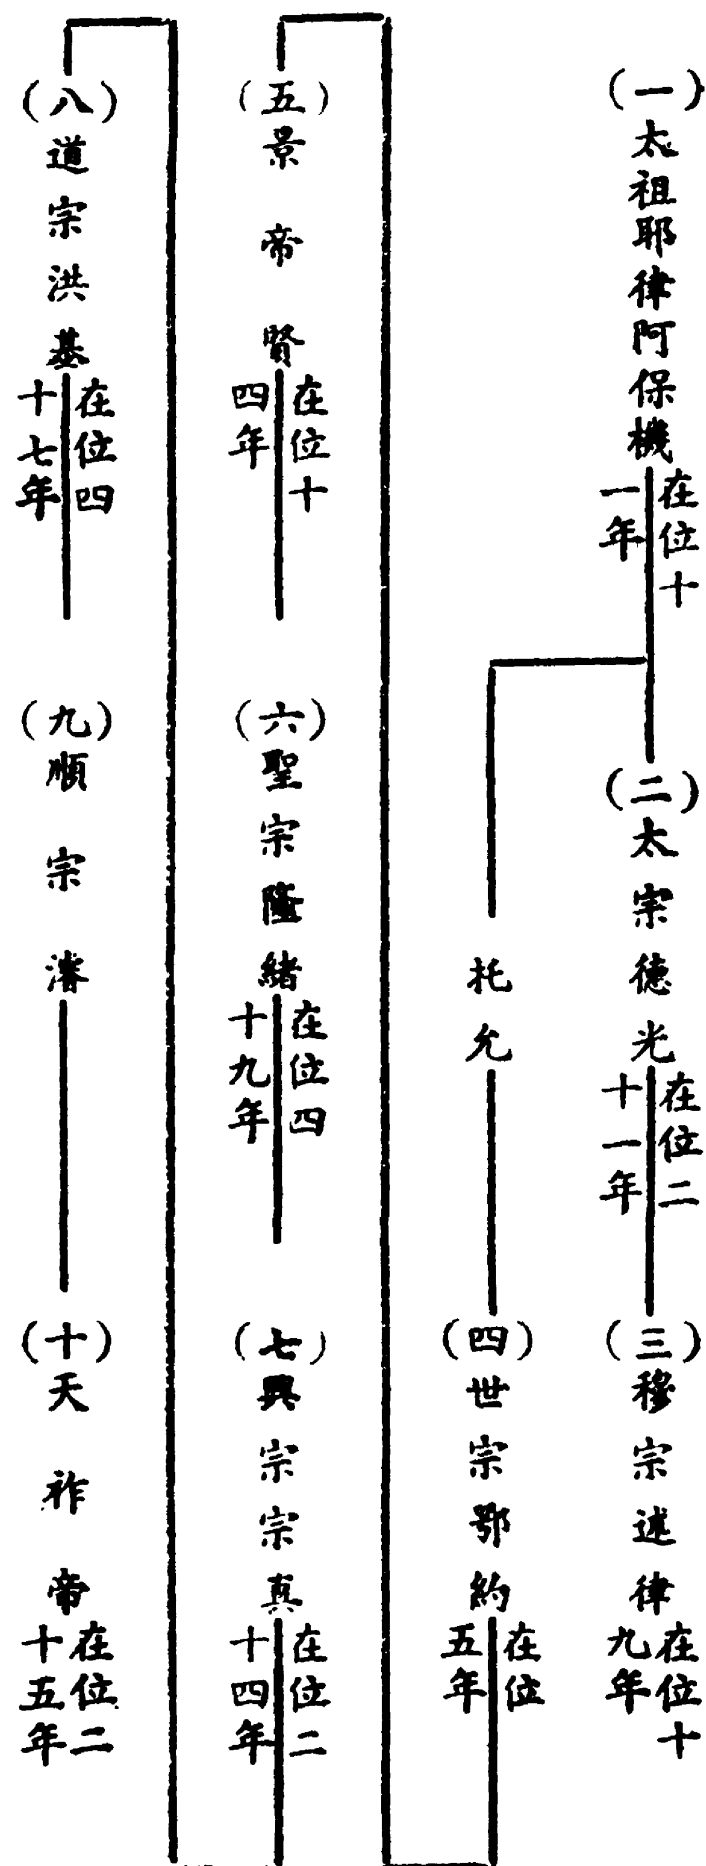 （一）太祖耶律阿保機
在位十
一年
（二）太宗德光
在位二
十一年
（三）穆宗述律
在位十
九年
托允
（四）世宗鄂約
在位
五年
（五）景帝賢
在位十
四年
（六）聖宗隆緒
在位四
十九年
（七）興宗宗真
在位二
十四年
（八）道宗洪基
在位四
十七年
（九）順宗濬
（十）天祚帝
在位二
十五年